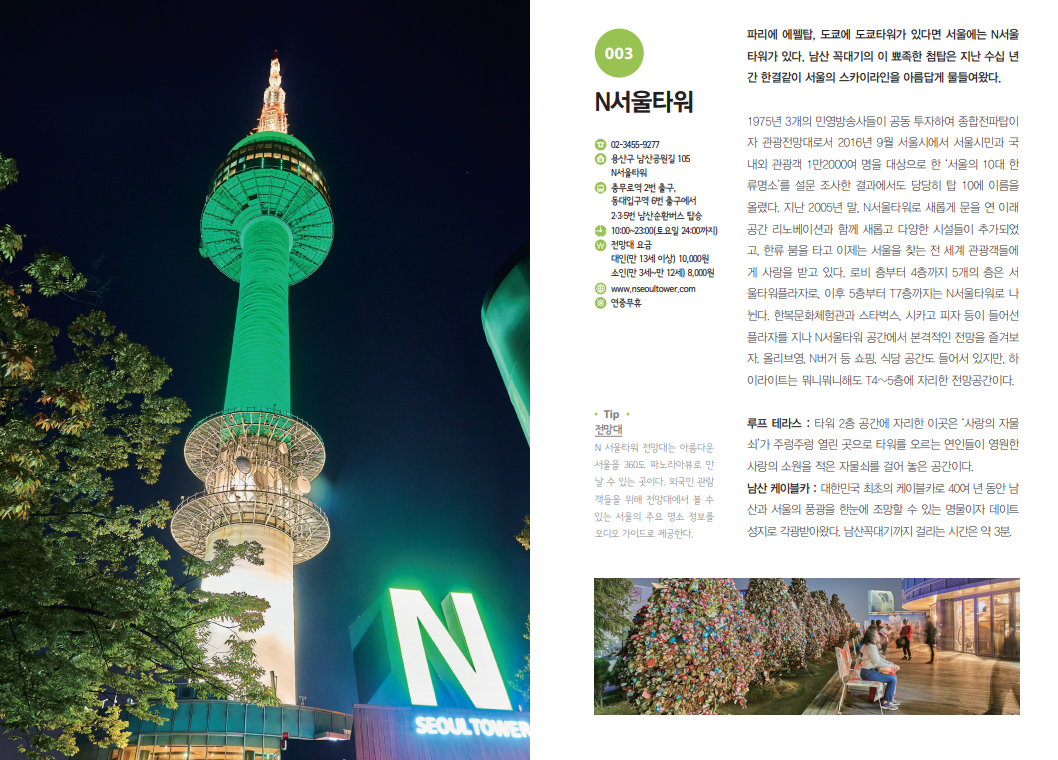 N
SEOUL TOWER
003
N서울타워
02-3455-9277
용산구 남산공원길 105
N서울타워
충무로역 2번 출구,
동대입구역 6번 출구에서
2·3·5번 남산순환버스 탑승
10:00~23:00(토요일 24:00까지)
전망대 요금
대인(만 13세 이상) 10,000원
소인(만 3세~만 12세) 8,000원
www.nseoultower.com
연중무휴
• Tip •
전망대
N 서울타워 전망대는 아름다운
서울을 360도 파노라마뷰로 만
날 수 있는 곳이다. 외국인 관람
객들을 위해 전망대에서 볼 수
있는 서울의 주요 명소 정보를
오디오 가이드로 제공한다.
파리에 에펠탑, 도쿄에 도쿄타워가 있다면 서울에는 N서울
타워가 있다. 남산 꼭대기의 이 뾰족한 첨탑은 지난 수십 년
간 한결같이 서울의 스카이라인을 아름답게 물들여왔다.
1975년 3개의 민영방송사들이 공동 투자하여 종합전파탑이
자 관광전망대로서 2016년 9월 서울시에서 서울시민과 국
내외 관광객 1만2000여 명을 대상으로 한 ‘서울의 10대 한
류명소’를 설문 조사한 결과에서도 당당히 탑 10에 이름을
올렸다. 지난 2005년 말, N서울타워로 새롭게 문을 연 이래
공간 리노베이션과 함께 새롭고 다양한 시설들이 추가되었
고, 한류 붐을 타고 이제는 서울을 찾는 전 세계 관광객들에
게 사랑을 받고 있다. 로비 층부터 4층까지 5개의 층은 서
울타워플라자로, 이후 5층부터 T7층까지는 N서울타워로 나
뉜다. 한복문화체험관과 스타벅스, 시카고 피자 등이 들어선
플라자를 지나 N서울타워 공간에서 본격적인 전망을 즐겨보
자. 올리브영, N버거 등 쇼핑, 식당 공간도 들어서 있지만, 하
이라이트는 뭐니뭐니해도 T4~5층에 자리한 전망공간이다.
루프 테라스 : 타워 2층 공간에 자리한 이곳은 ‘사랑의 자물
쇠’가 주렁주렁 열린 곳으로 타워를 오르는 연인들이 영원한
사랑의 소원을 적은 자물쇠를 걸어 놓은 공간이다.
남산 케이블카 : 대한민국 최초의 케이블카로 40여 년 동안 남
산과 서울의 풍광을 한눈에 조망할 수 있는 명물이자 데이트
성지로 각광받아왔다. 남산꼭대기까지 걸리는 시간은 약 3분.